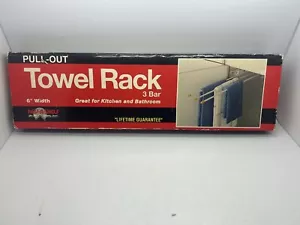 PULL-OUT
Towel Rack
3 Bar
6" Width
Great for Kitchen and Bathroom
"LIFETIME GUARANTEE"